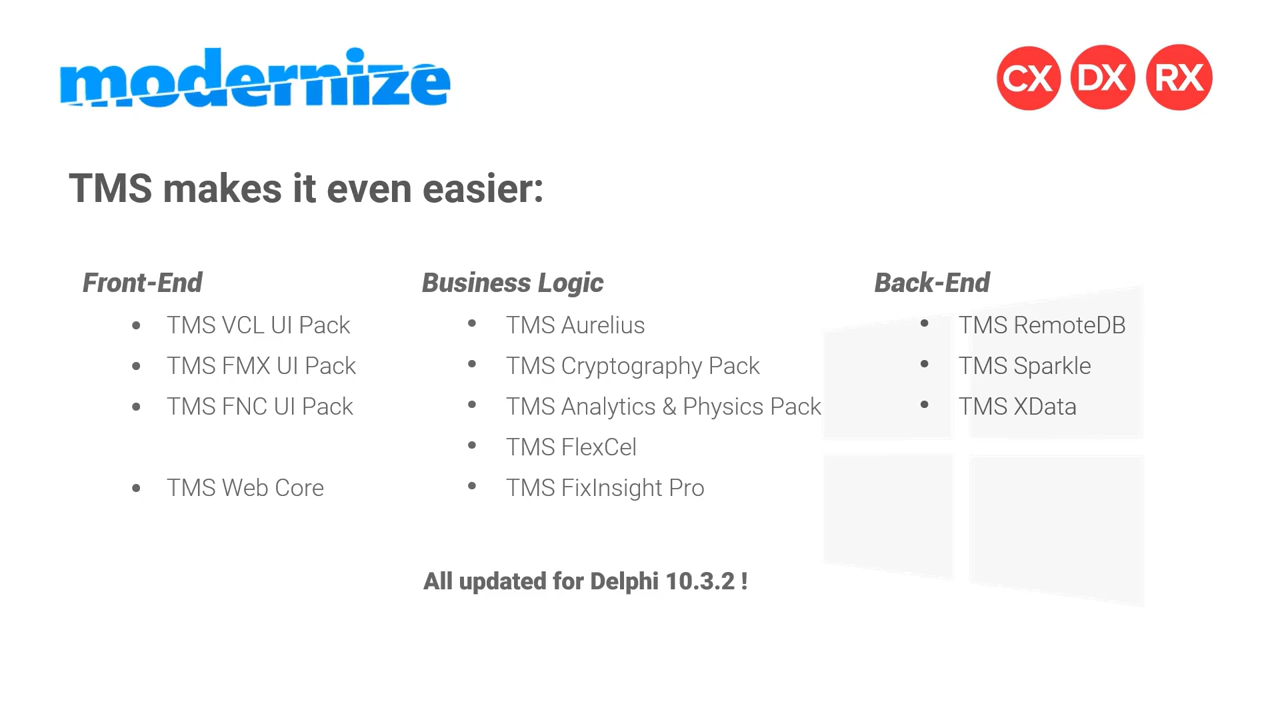 modernize
CX DX RX
TMS makes it even easier:
Front-End
• TMS VCL UI Pack
• TMS FMX UI Pack
• TMS FNC UI Pack
• TMS Web Core
Business Logic
• TMS Aurelius
• TMS Cryptography Pack
• TMS Analytics & Physics Pack
• TMS FlexCel
• TMS FixInsight Pro
Back-End
• TMS RemoteDB
• TMS Sparkle
• TMS XData
All updated for Delphi 10.3.2 !